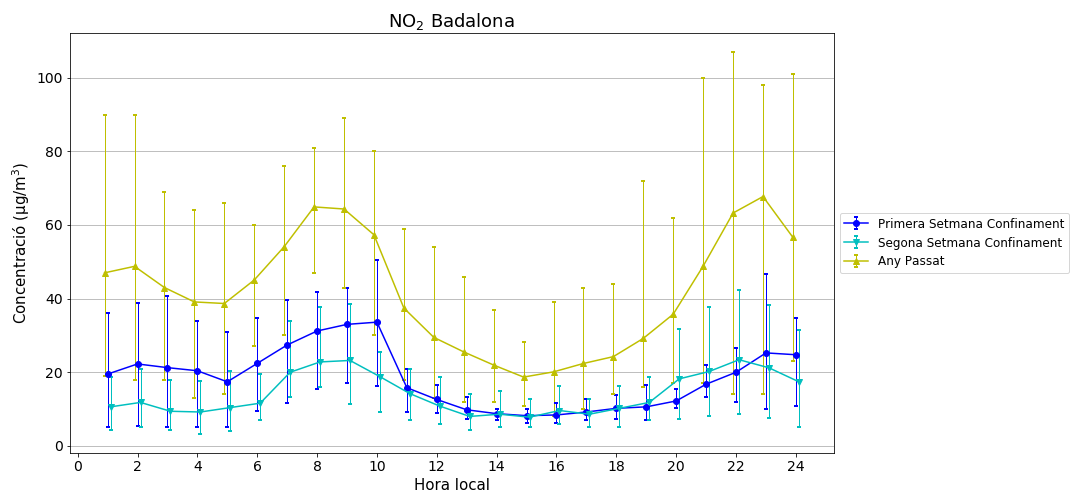 NO₂ Badalona
Concentració (µg/m³)
100
80
60
40
20
0
0 2 4 6 8 10 12 14 16 18 20 22 24
Hora local
Primera Setmana Confinament
Segona Setmana Confinament
Any Passat